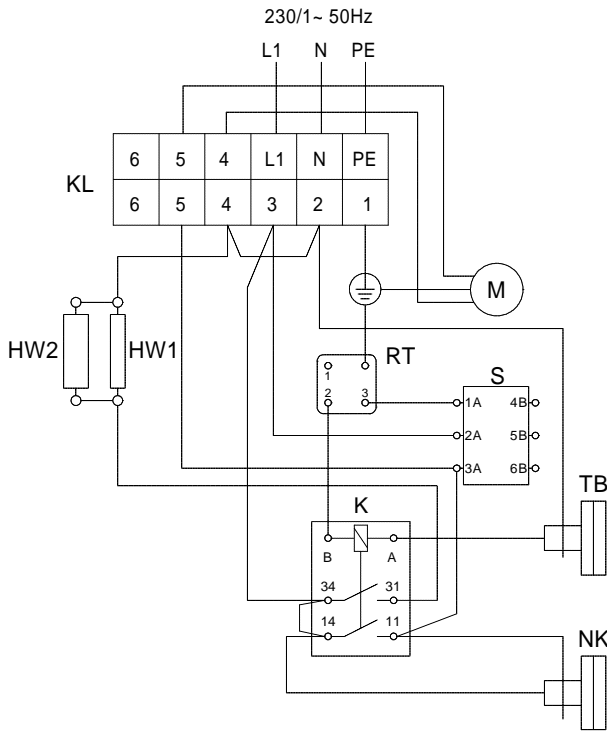 230/1~ 50Hz
L1 N PE
6 5 4 L1 N PE
KL
6 5 4 3 2 1
M
HW2 HW1
RT
1
2 3
S
1A 4B
2A 5B
3A 6B
TB
K
B A
34 31
14 11
NK